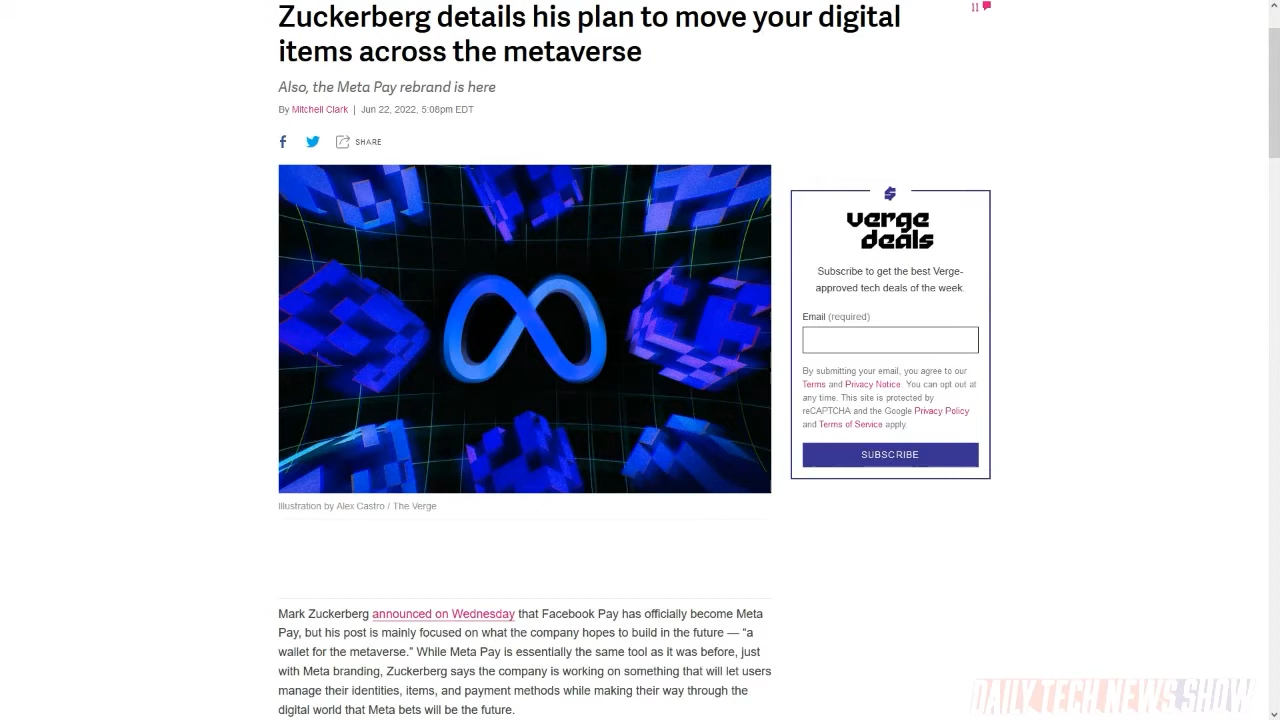 Zuckerberg details his plan to move your digital
items across the metaverse
11
Also, the Meta Pay rebrand is here
By Mitchell Clark | Jun 22, 2022, 5:08pm EDT
SHARE
verge
deals
Subscribe to get the best Verge-
approved tech deals of the week.
Email (required)
By submitting your email, you agree to our
Terms and Privacy Notice. You can opt out at
any time. This site is protected by
reCAPTCHA and the Google Privacy Policy
and Terms of Service apply.
SUBSCRIBE
Illustration by Alex Castro / The Verge
Mark Zuckerberg announced on Wednesday that Facebook Pay has officially become Meta
Pay, but his post is mainly focused on what the company hopes to build in the future — “a
wallet for the metaverse.” While Meta Pay is essentially the same tool as it was before, just
with Meta branding, Zuckerberg says the company is working on something that will let users
manage their identities, items, and payment methods while making their way through the
digital world that Meta bets will be the future.
DAILY TECH NEWS SHOW